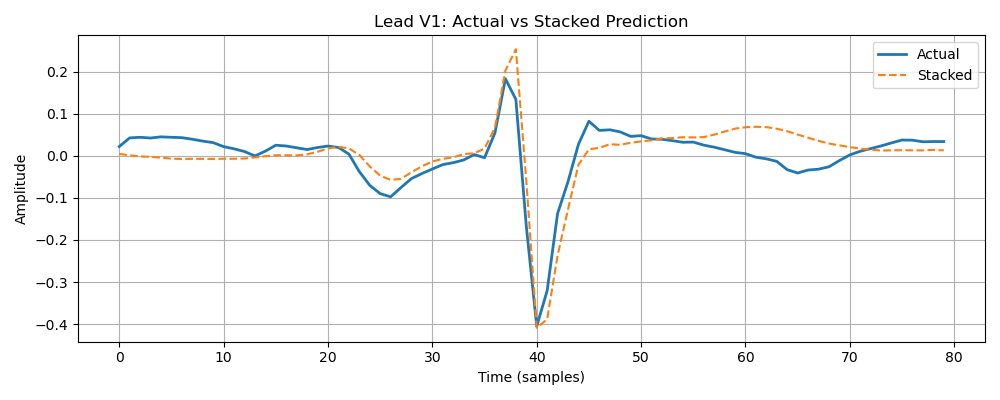 Lead V1: Actual vs Stacked Prediction
Actual
Stacked
Amplitude
0.2
0.1
0.0
−0.1
−0.2
−0.3
−0.4
0 10 20 30 40 50 60 70 80
Time (samples)